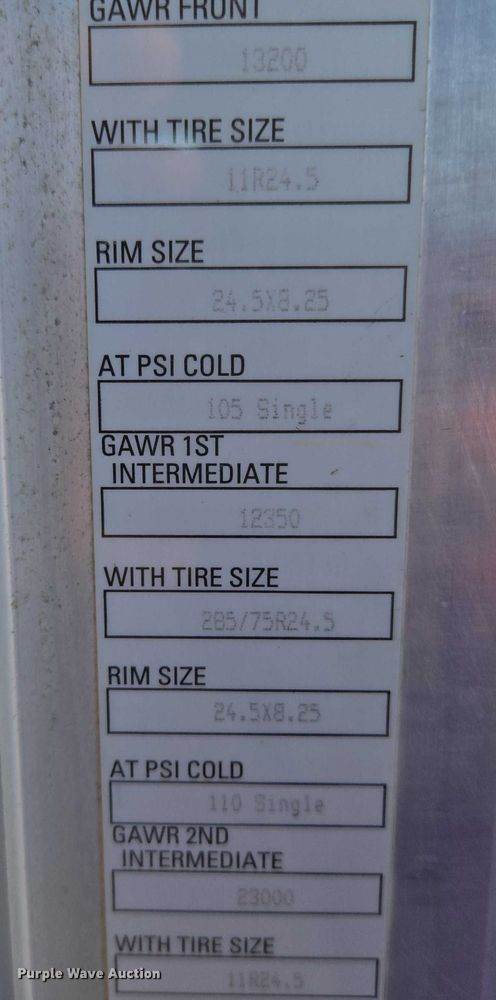 GAWR FRONT
13200
WITH TIRE SIZE
11R24.5
RIM SIZE
24.5X8.25
AT PSI COLD
105 Single
GAWR 1ST
INTERMEDIATE
12350
WITH TIRE SIZE
285/75R24.5
RIM SIZE
24.5X8.25
AT PSI COLD
110 Single
GAWR 2ND
INTERMEDIATE
23000
WITH TIRE SIZE
11R24.5
Purple Wave Auction